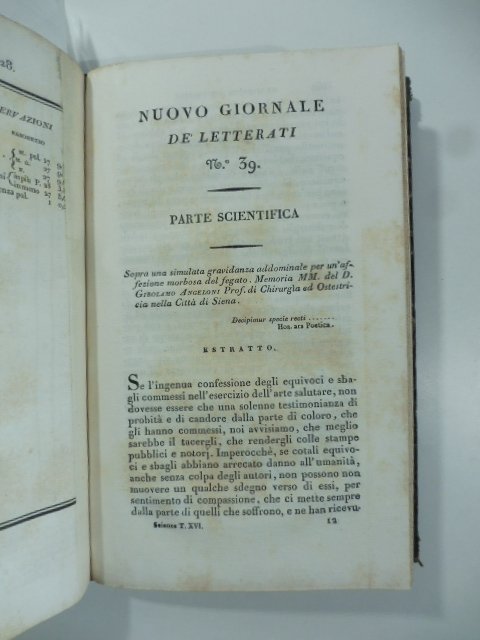 28.
ERVAZIONI
BAROMETRO
m. pol. 27
NUOVO GIORNALE
DE' LETTERATI
N.° 39.
PARTE SCIENTIFICA
Sopra una simulata gravidanza addominale per un'af-
fezione morbosa del fegato. Memoria MM. del D.
GIROLAMO ANGELONI Prof. di Chirurgia ed Ostestri-
cia nella Città di Siena.
Decipimur specie recti .......
HOR. ars Poetica.
ESTRATTO.
Se l'ingenua confessione degli equivoci e sba-
gli commessi nell'esercizio dell'arte salutare, non
dovesse essere che una solenne testimonianza di
probità e di candore dalla parte di coloro, che
gli hanno commessi, noi avvisiamo, che meglio
sarebbe il tacergli, che rendergli colle stampe
pubblici e notorj. Imperocchè, se cotali equivo-
ci e sbagli abbiano arrecato danno all'umanità,
anche senza colpa degli autori, non possono non
muovere un qualche sdegno verso di essi, per
sentimento di compassione, che ci mette sempre
dalla parte di quelli che soffrono, e ne han ricevu-
Scienze T. XVI. 12